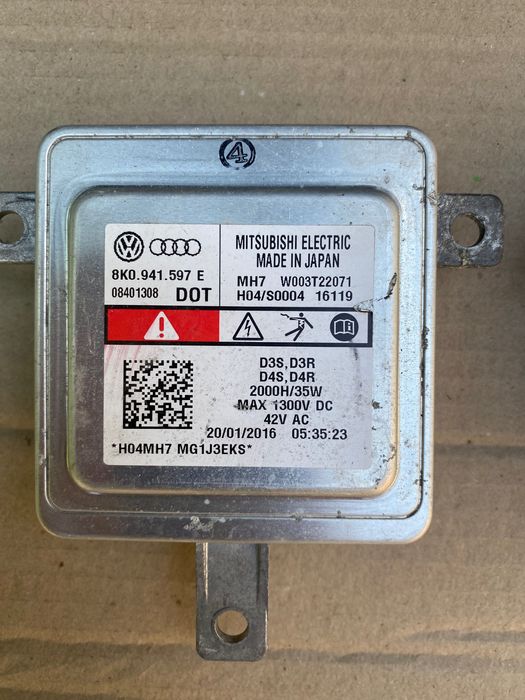 4
8K0.941.597 E
08401308 DOT
MITSUBISHI ELECTRIC
MADE IN JAPAN
MH7 W003T22071
H04/S0004 16119
D3S,D3R
D4S,D4R
2000H/35W
MAX 1300V DC
42V AC
20/01/2016 05:35:23
*H04MH7 MG1J3EKS*